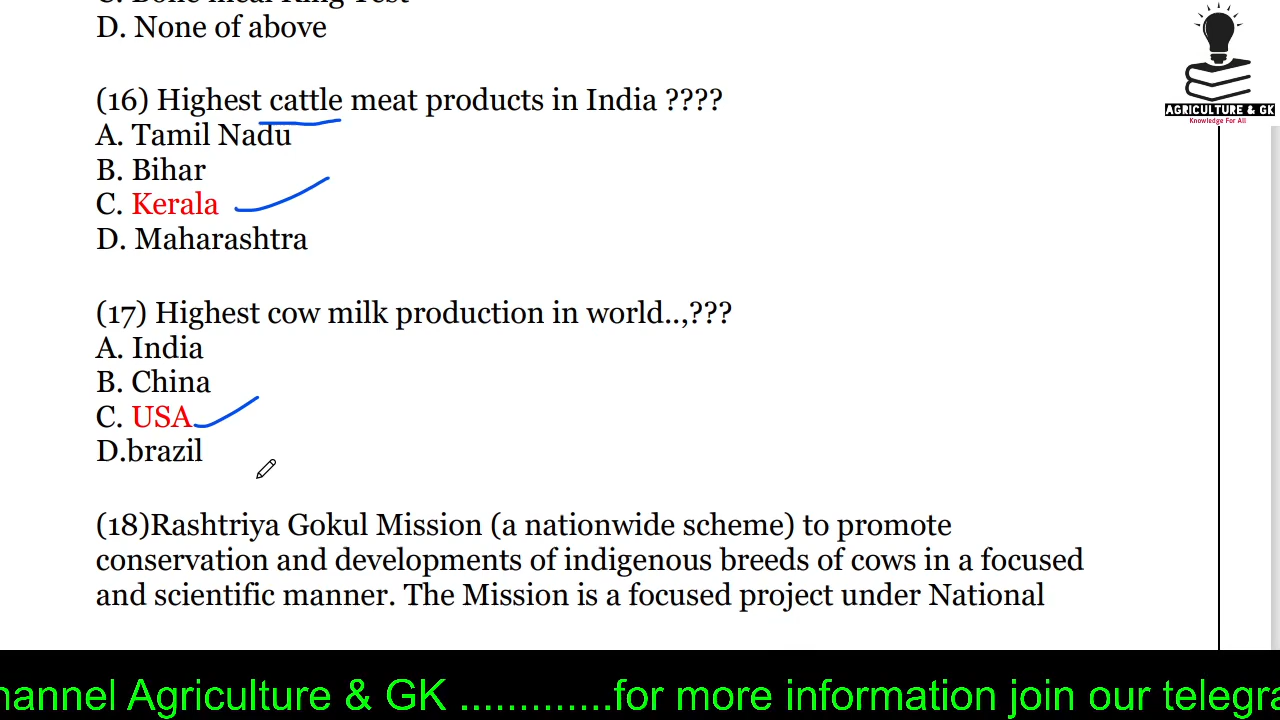 D. None of above
(16) Highest cattle meat products in India ????
A. Tamil Nadu
B. Bihar
C. Kerala
D. Maharashtra
(17) Highest cow milk production in world..,???
A. India
B. China
C. USA
D.brazil
(18)Rashtriya Gokul Mission (a nationwide scheme) to promote
conservation and developments of indigenous breeds of cows in a focused
and scientific manner. The Mission is a focused project under National
AGRICULTURE & GK
Knowledge For All
hannel Agriculture & GK .............for more information join our telegra